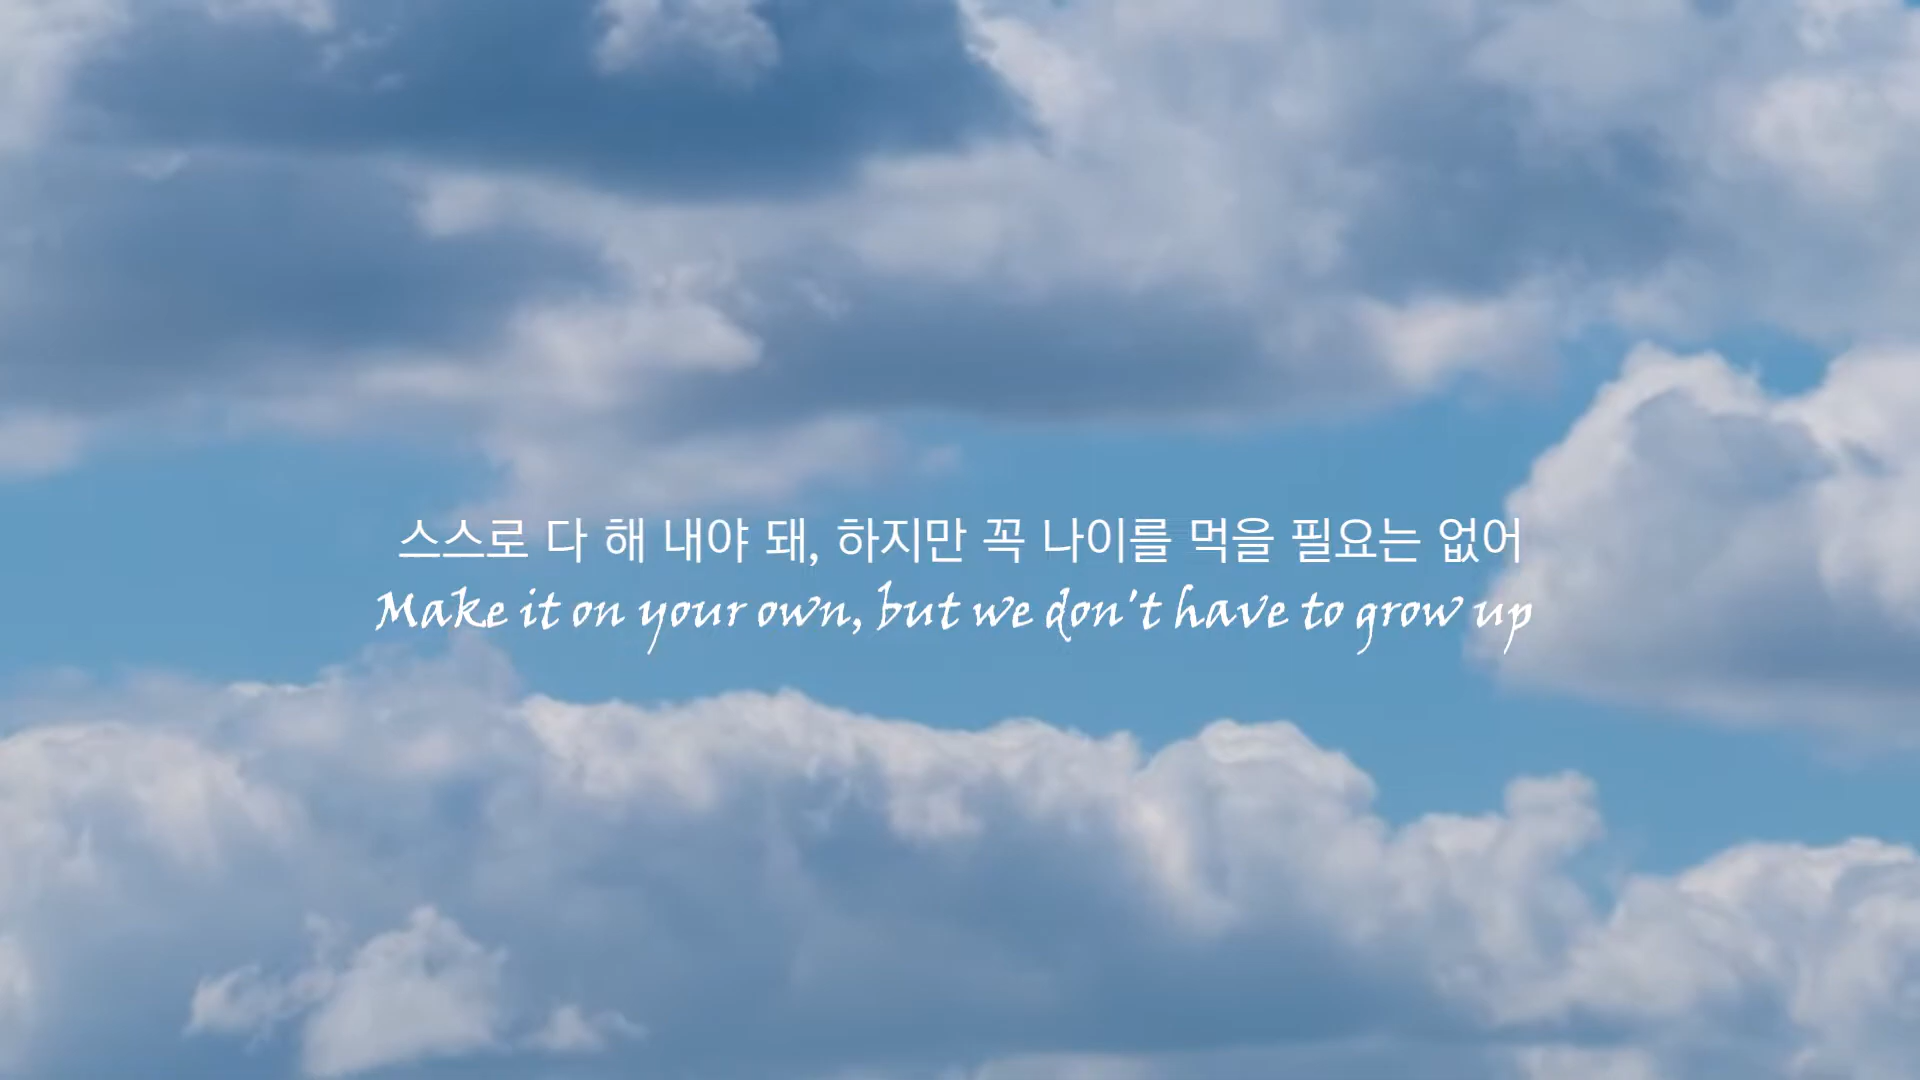 스스로 다 해 내야 돼, 하지만 꼭 나이를 먹을 필요는 없어
Make it on your own, but we don't have to grow up